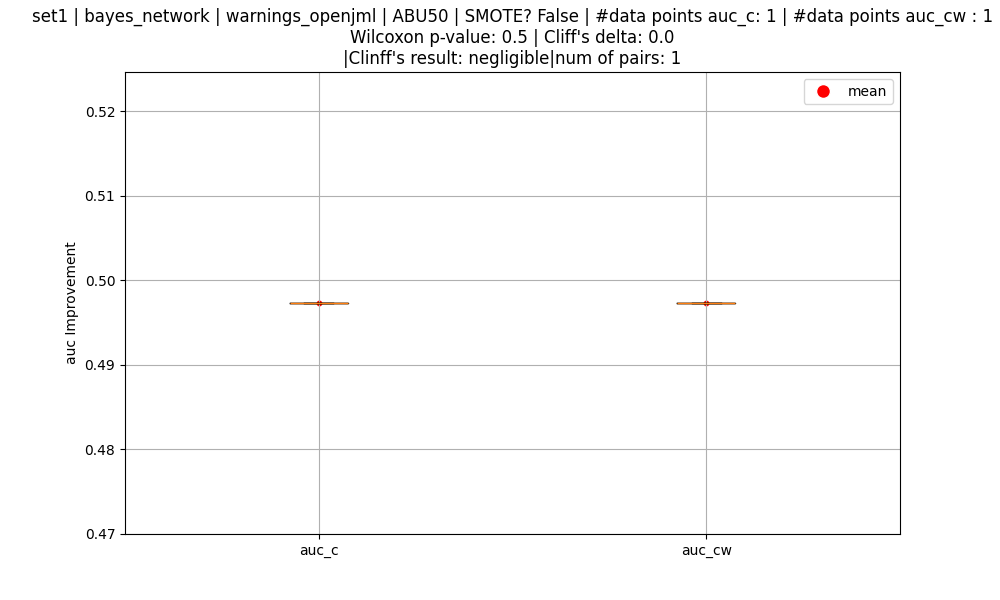 set1 | bayes_network | warnings_openjml | ABU50 | SMOTE? False | #data points auc_c: 1 | #data points auc_cw : 1
Wilcoxon p-value: 0.5 | Cliff's delta: 0.0
|Clinff's result: negligible|num of pairs: 1
mean
0.52
0.51
0.50
0.49
0.48
0.47
auc Improvement
auc_c
auc_cw